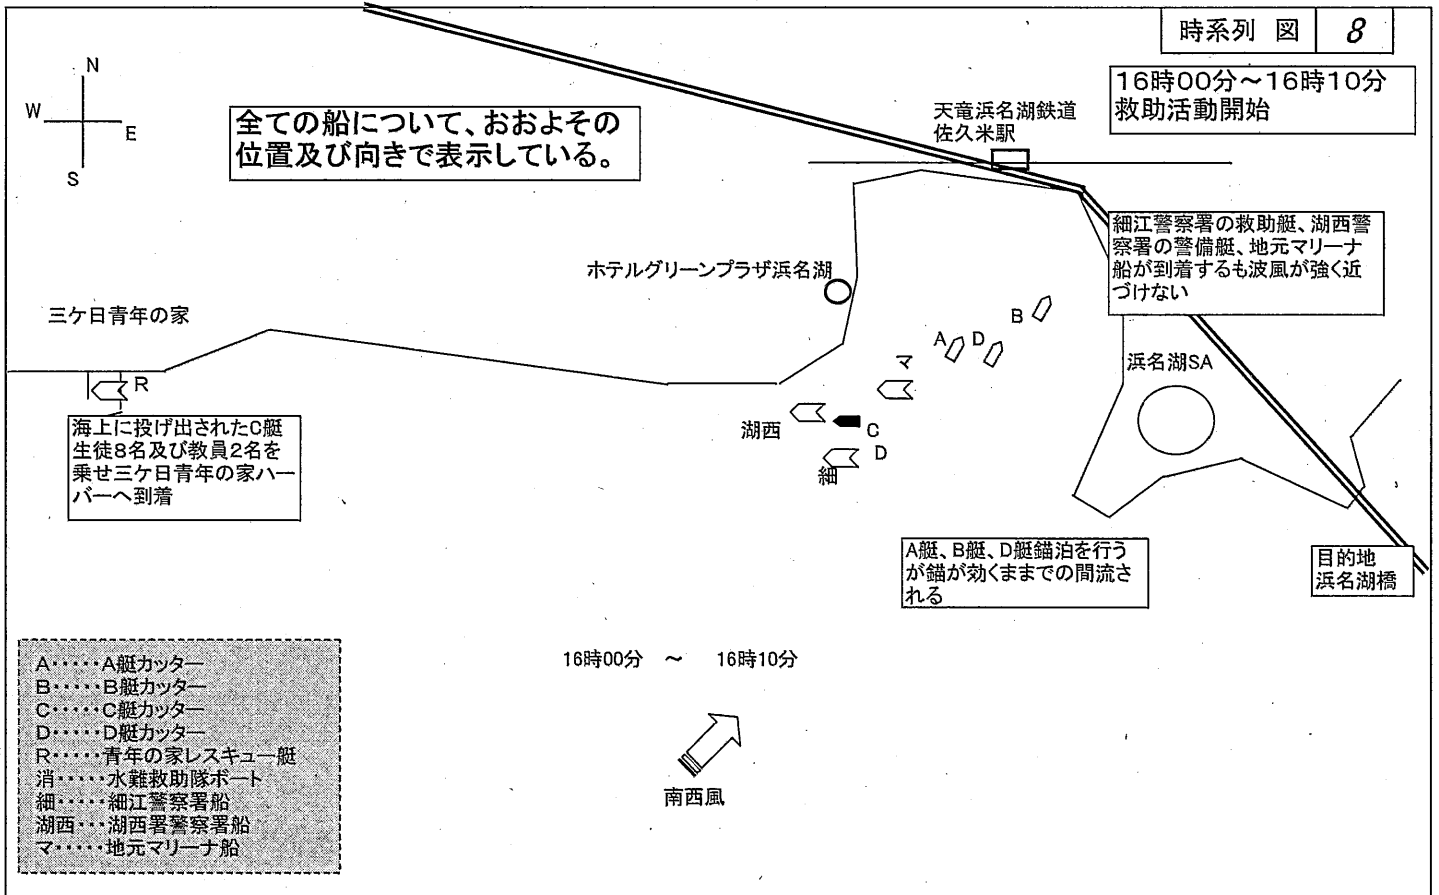 時系列 図 8
16時00分～16時10分
救助活動開始
N
W
E
S
全ての船について、おおよその
位置及び向きで表示している。
天竜浜名湖鉄道
佐久米駅
細江警察署の救助艇、湖西警
察署の警備艇、地元マリーナ
船が到着するも波風が強く近
づけない
ホテルグリーンプラザ浜名湖
三ケ日青年の家
B
A D
マ
浜名湖SA
R
湖西
C
D
細
海上に投げ出されたC艇
生徒8名及び教員2名を
乗せ三ケ日青年の家ハー
バーへ到着
A艇、B艇、D艇錨泊を行う
が錨が効くままでの間流さ
れる
目的地
浜名湖橋
16時00分 ～ 16時10分
南西風
A・・・・・A艇カッター
B・・・・・B艇カッター
C・・・・・C艇カッター
D・・・・・D艇カッター
R・・・・・青年の家レスキュー艇
消・・・・・水難救助隊ボート
細・・・・・細江警察署船
湖西・・・湖西署警察署船
マ・・・・・地元マリーナ船